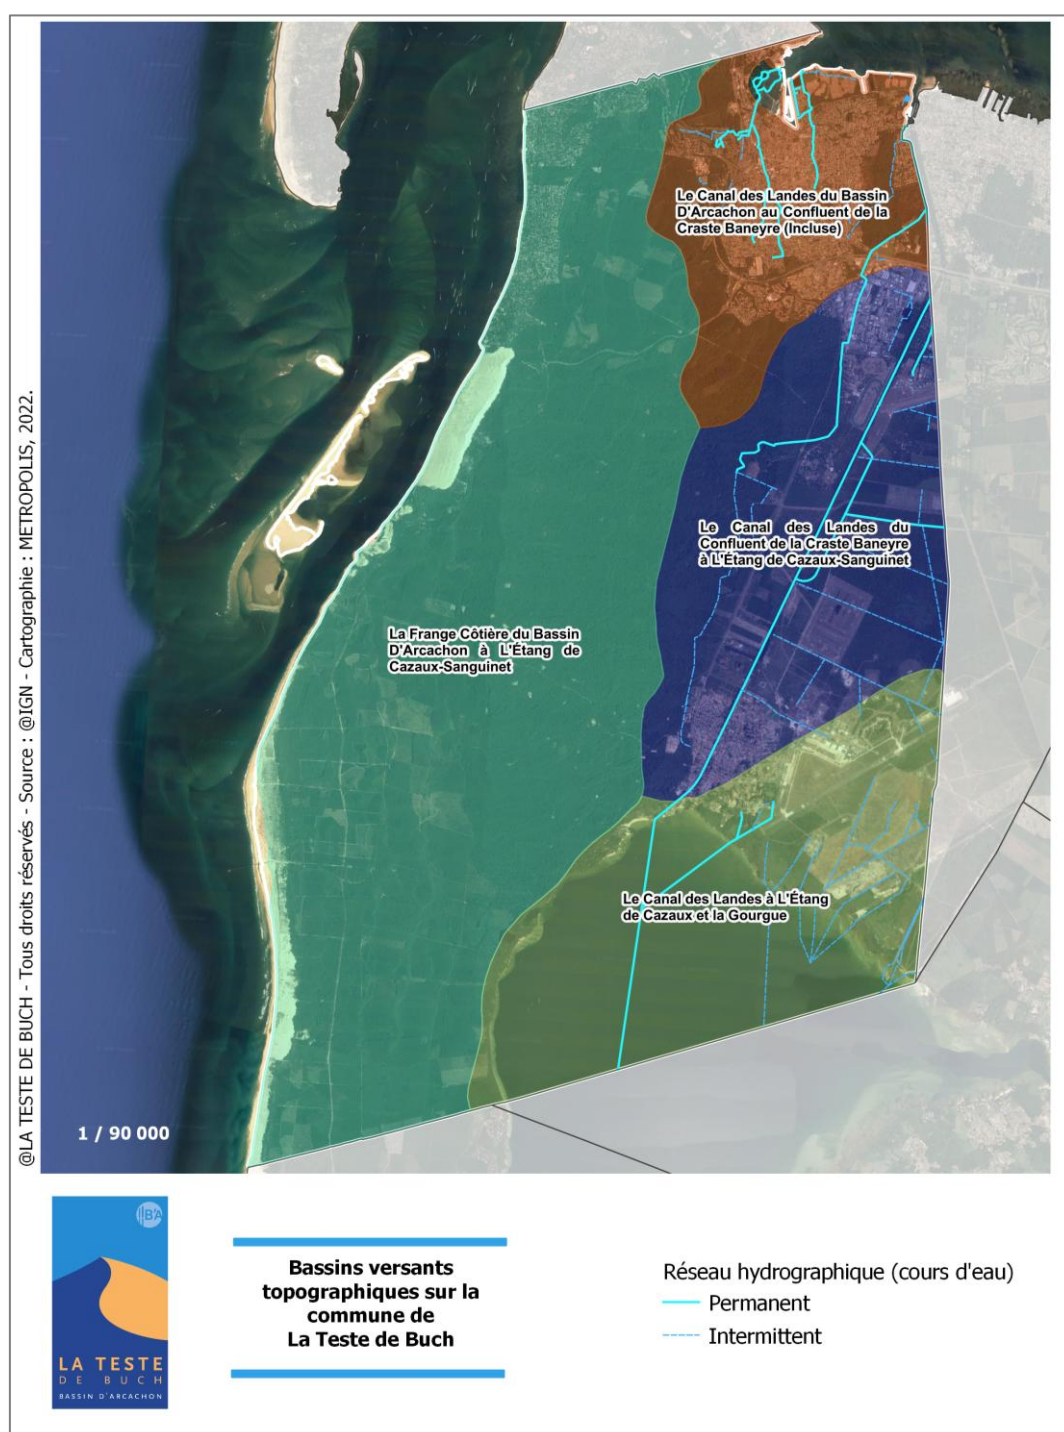 Le Canal des Landes du Bassin
D'Arcachon au Confluent de la
Craste Baneyre (Incluse)
Le Canal des Landes du
Confluent de la Craste Baneyre
à L'Étang de Cazaux-Sanguinet
La Frange Côtière du Bassin
D'Arcachon à L'Étang de
Cazaux-Sanguinet
Le Canal des Landes à L'Étang
de Cazaux et la Gourgue
1 / 90 000
@LA TESTE DE BUCH - Tous droits réservés - Source : @IGN - Cartographie : METROPOLIS, 2022.
B'A
LA TESTE
DE BUCH
BASSIN D'ARCACHON
Bassins versants
topographiques sur la
commune de
La Teste de Buch
Réseau hydrographique (cours d'eau)
Permanent
Intermittent